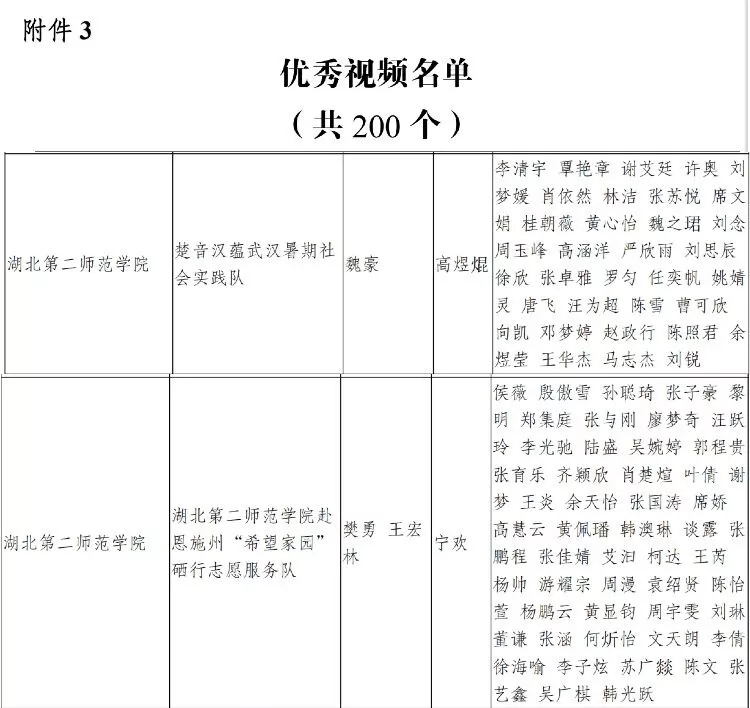 附件 3
优秀视频名单
（共 200 个）
湖北第二师范学院
楚音汉蕴武汉暑期社
会实践队
魏豪
高煜焜
李清宇 覃艳章 谢艾廷 许奥 刘
梦媛 肖依然 林洁 张苏悦 席文
娟 桂朝薇 黄心怡 魏之珺 刘念
周玉峰 高涵洋 严欣雨 刘思辰
徐欣 张卓雅 罗匀 任奕帆 姚婧
灵 唐飞 汪为超 陈雪 曹可欣
向凯 邓梦婷 赵政行 陈照君 余
煜莹 王华杰 马志杰 刘锐
湖北第二师范学院
湖北第二师范学院赴
恩施州“希望家园”
硒行志愿服务队
樊勇 王宏
林
宁欢
侯薇 殷傲雪 孙聪琦 张子豪 黎
明 郑集庭 张与刚 廖梦奇 汪跃
玲 李光驰 陆盛 吴婉婷 郭程贵
张育乐 齐颖欣 肖楚煊 叶倩 谢
梦 王炎 余天怡 张国涛 席娇
高慧云 黄佩璠 韩澳琳 谈露 张
鹏程 张佳婧 艾汩 柯达 王芮
杨帅 游耀宗 周漫 袁绍贤 陈怡
萱 杨鹏云 黄显钧 周宇雯 刘琳
董谦 张涵 何炘怡 文天朗 李倩
徐海喻 李子炫 苏广燚 陈文 张
艺鑫 吴广棋 韩光跃